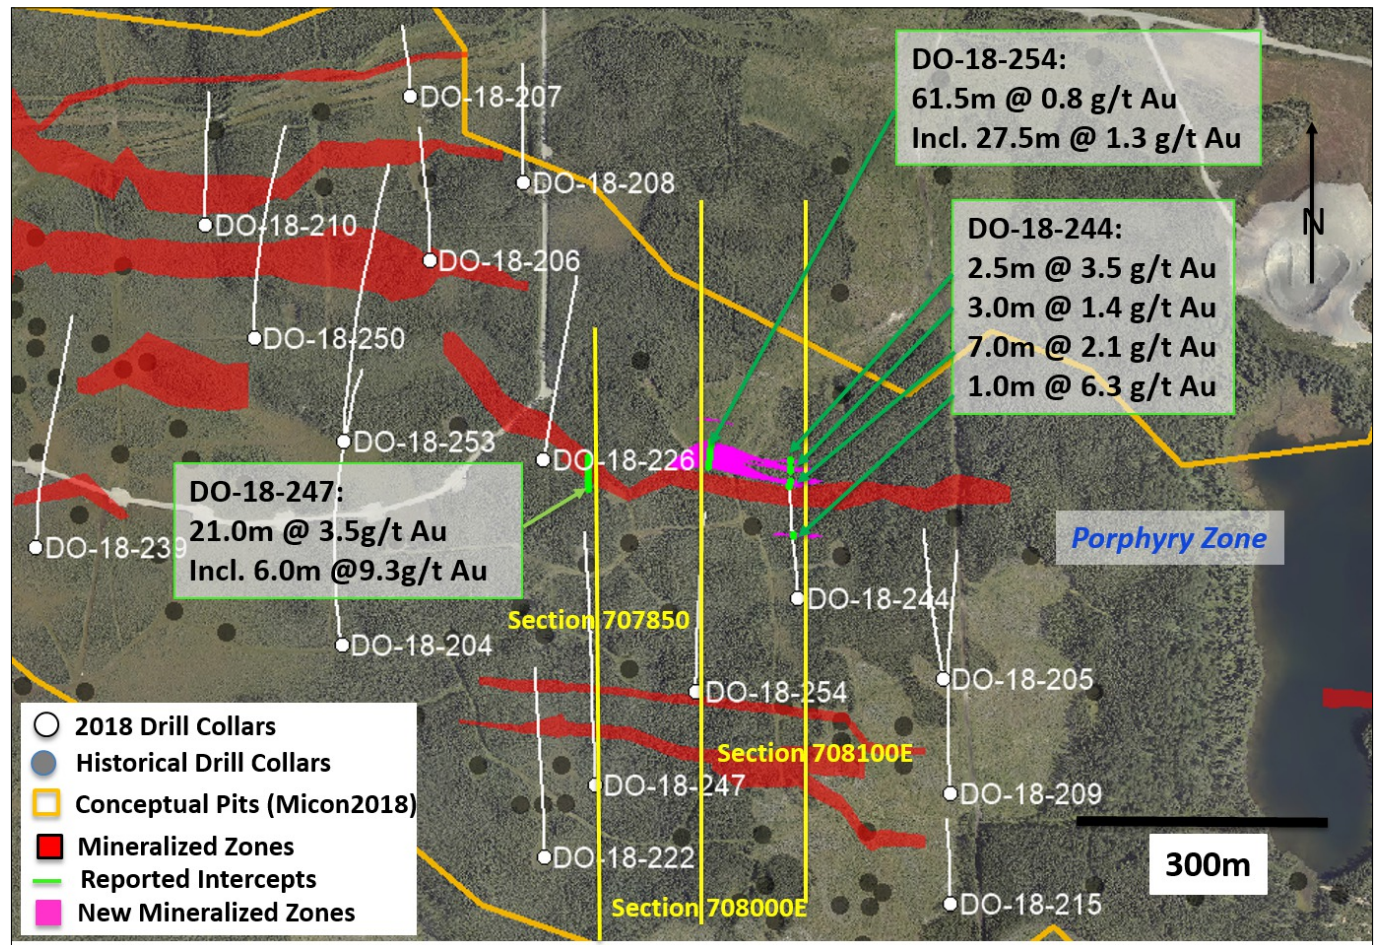 DO-18-254:
61.5m @ 0.8 g/t Au
Incl. 27.5m @ 1.3 g/t Au
DO-18-207
DO-18-208
DO-18-244:
2.5m @ 3.5 g/t Au
3.0m @ 1.4 g/t Au
7.0m @ 2.1 g/t Au
1.0m @ 6.3 g/t Au
N
DO-18-210
DO-18-206
DO-18-250
DO-18-253
DO-18-226
DO-18-247:
21.0m @ 3.5g/t Au
Incl. 6.0m @9.3g/t Au
DO-18-239
Porphyry Zone
DO-18-244
Section 707850
DO-18-204
DO-18-205
DO-18-254
Section 708100E
DO-18-247
DO-18-209
DO-18-222
300m
Section 708000E
DO-18-215
2018 Drill Collars
Historical Drill Collars
Conceptual Pits (Micon2018)
Mineralized Zones
Reported Intercepts
New Mineralized Zones